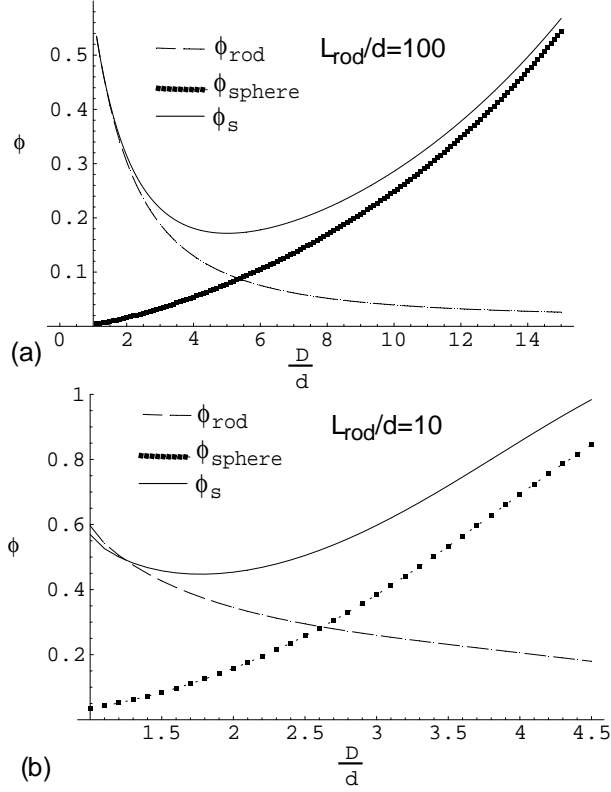 L_rod/d=100
ϕ_rod
ϕ_sphere
ϕ_s
ϕ
0.5
0.4
0.3
0.2
0.1
0 2 4 6 8 10 12 14
D/d
(a)
L_rod/d=10
ϕ_rod
ϕ_sphere
ϕ_s
ϕ
1
0.8
0.6
0.4
0.2
1.5 2 2.5 3 3.5 4 4.5
D/d
(b)